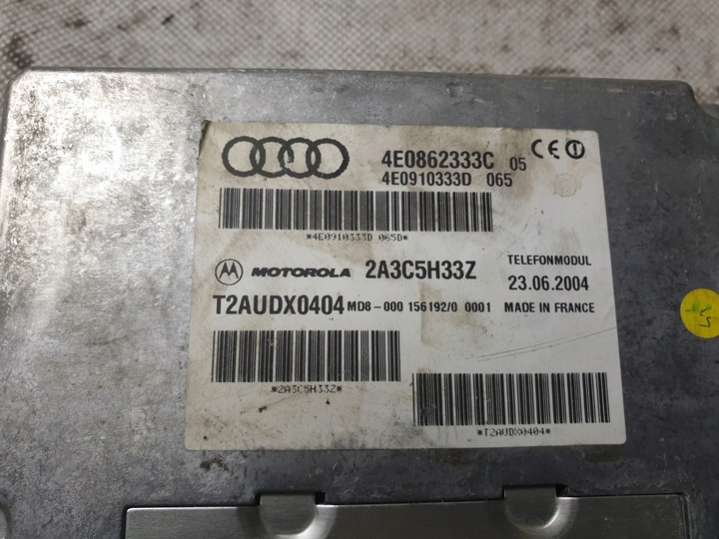 4E0862333C 05 CE
4E0910333D 065
*4E0910333D 065D*
MOTOROLA 2A3C5H33Z
TELEFONMODUL
23.06.2004
T2AUDX0404 MD8-000 156192/0 0001 MADE IN FRANCE
*2A3C5H33Z*
*T2AUDX0404*